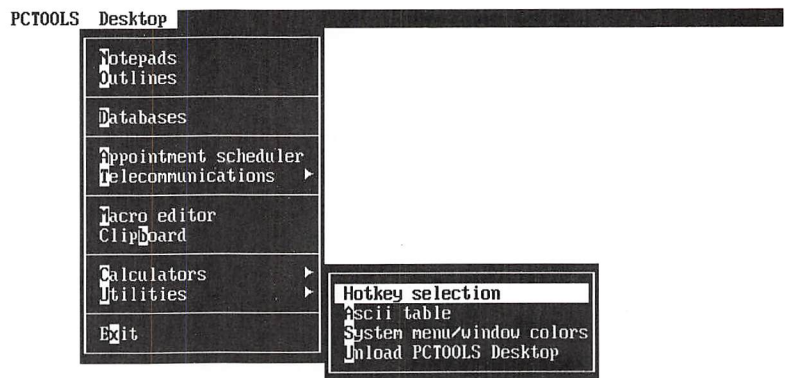 PCTOOLS Desktop
Notepads
Outlines
Databases
Appointment scheduler
Telecommunications
Macro editor
Clipboard
Calculators
Utilities
Exit
Hotkey selection
Ascii table
System menu/window colors
Unload PCTOOLS Desktop